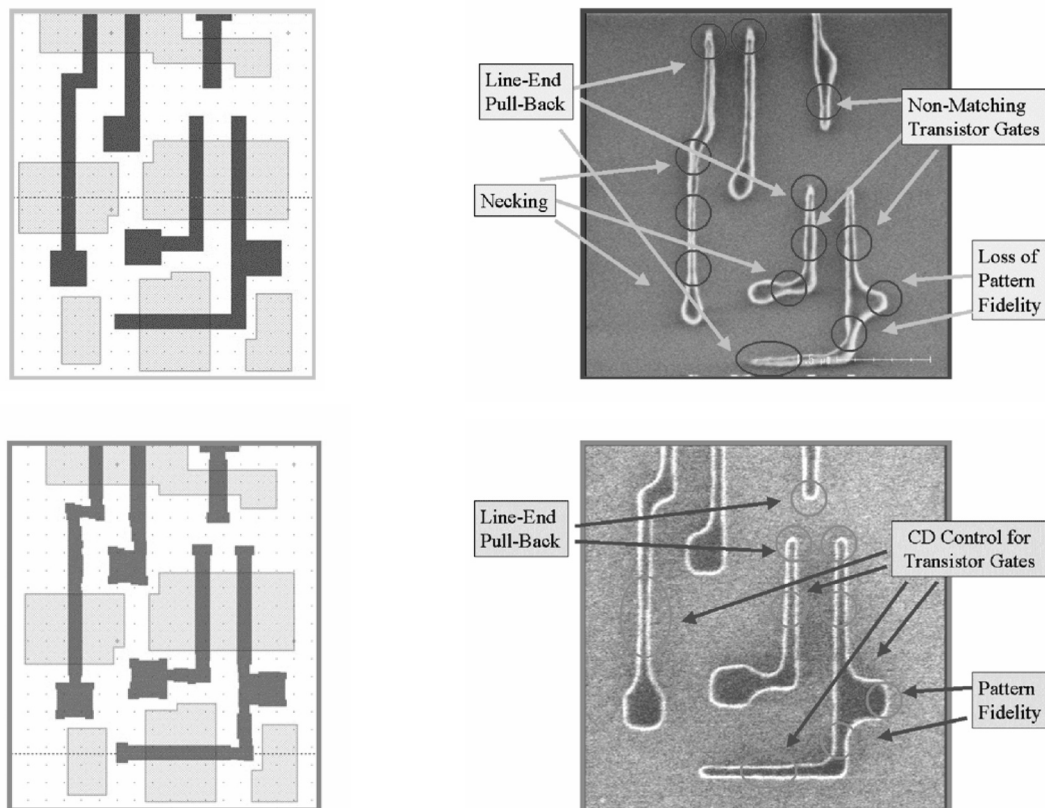 Line-End
Pull-Back
Necking
Non-Matching
Transistor Gates
Loss of
Pattern
Fidelity
Line-End
Pull-Back
CD Control for
Transistor Gates
Pattern
Fidelity